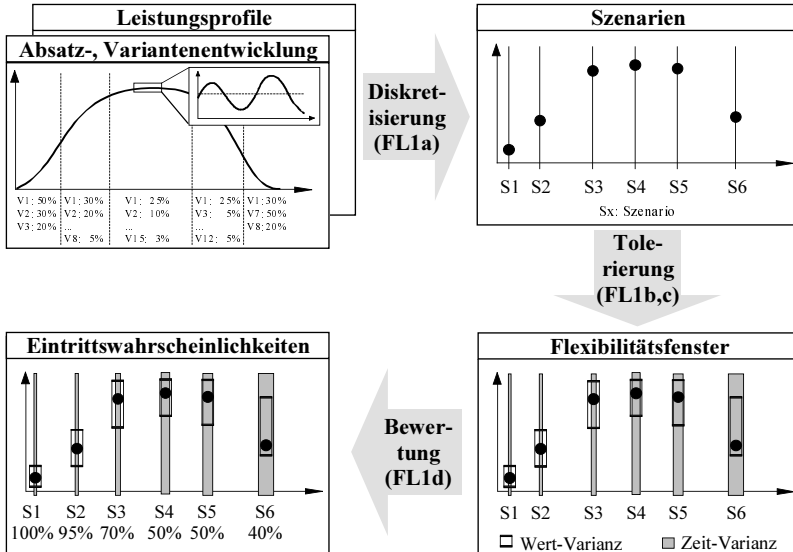 Leistungsprofile
Absatz-, Variantenentwicklung
V1: 50% V1: 30% V1: 25% V1: 25% V1: 30%
V2: 30% V2: 20% V2: 10% V3: 5% V7: 50%
V3: 20% ... ... ... V8: 20%
V8: 5% V15: 3% V12: 5%
Diskret-
isierung
(FL1a)
Szenarien
S1 S2 S3 S4 S5 S6
Sx: Szenario
Tole-
rierung
(FL1b,c)
Flexibilitätsfenster
S1 S2 S3 S4 S5 S6
Wert-Varianz Zeit-Varianz
Bewer-
tung
(FL1d)
Eintrittswahrscheinlichkeiten
S1 S2 S3 S4 S5 S6
100% 95% 70% 50% 50% 40%